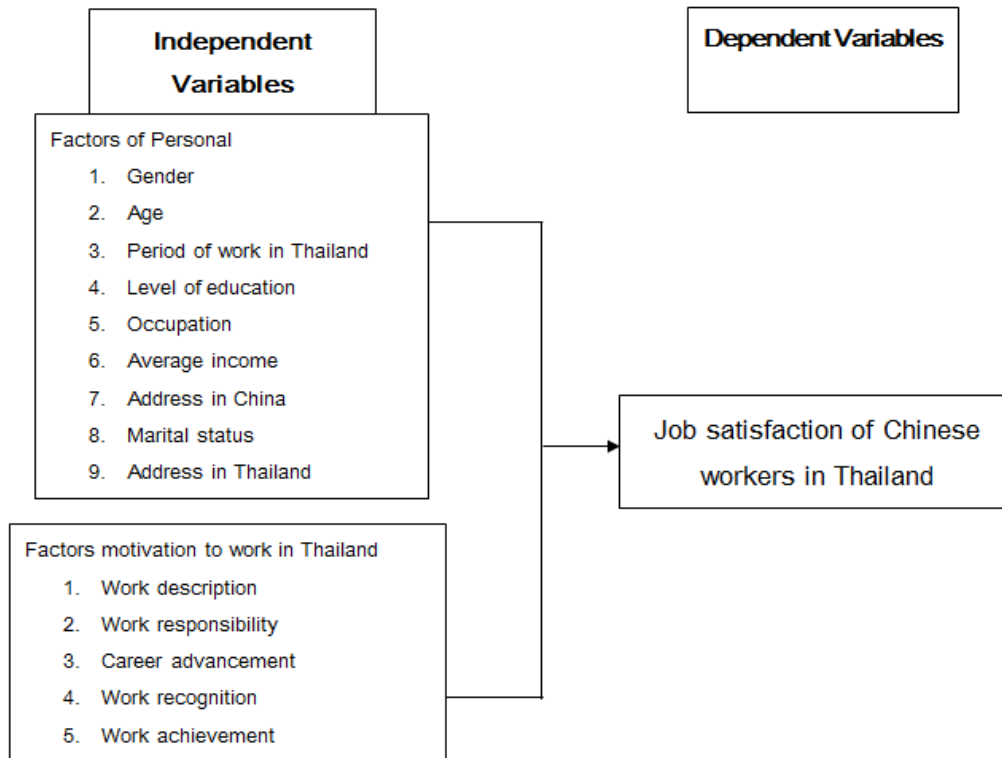 Independent
Variables
Dependent Variables
Factors of Personal
1. Gender
2. Age
3. Period of work in Thailand
4. Level of education
5. Occupation
6. Average income
7. Address in China
8. Marital status
9. Address in Thailand
Job satisfaction of Chinese
workers in Thailand
Factors motivation to work in Thailand
1. Work description
2. Work responsibility
3. Career advancement
4. Work recognition
5. Work achievement